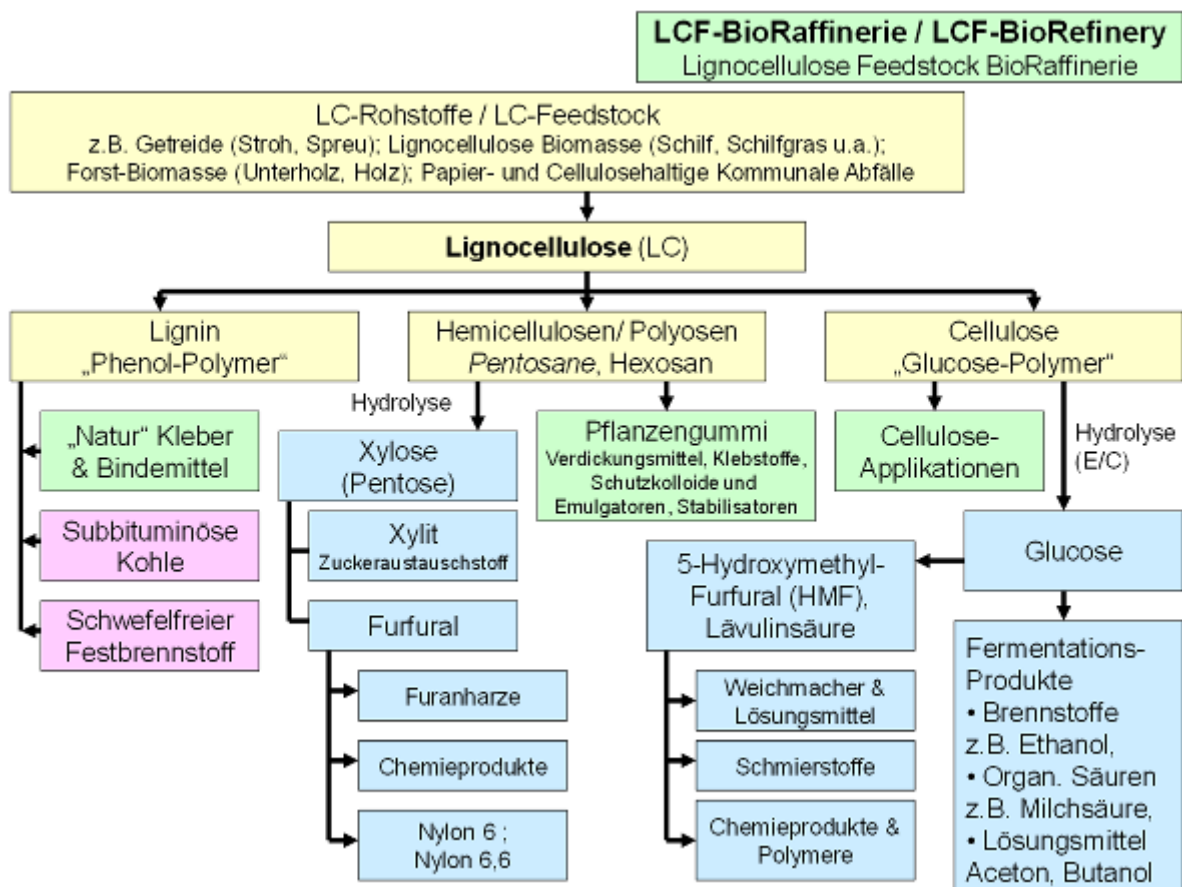 LCF-BioRaffinerie / LCF-BioRefinery
Lignocellulose Feedstock BioRaffinerie
LC-Rohstoffe / LC-Feedstock
z.B. Getreide (Stroh, Spreu); Lignocellulose Biomasse (Schilf, Schilfgras u.a.);
Forst-Biomasse (Unterholz, Holz); Papier- und Cellulosehaltige Kommunale Abfälle
Lignocellulose (LC)
Lignin
„Phenol-Polymer“
Hemicellulosen/ Polyosen
Pentosane, Hexosan
Cellulose
„Glucose-Polymer“
„Natur“ Kleber
& Bindemittel
Subbituminöse
Kohle
Schwefelfreier
Festbrennstoff
Hydrolyse
Xylose
(Pentose)
Xylit
Zuckeraustauschstoff
Furfural
Furanharze
Chemieprodukte
Nylon 6 ;
Nylon 6,6
Pflanzengummi
Verdickungsmittel, Klebstoffe,
Schutzkolloide und
Emulgatoren, Stabilisatoren
Cellulose-
Applikationen
Hydrolyse
(E/C)
Glucose
5-Hydroxymethyl-
Furfural (HMF),
Lävulinsäure
Weichmacher &
Lösungsmittel
Schmierstoffe
Chemieprodukte &
Polymere
Fermentations-
Produkte
• Brennstoffe
z.B. Ethanol,
• Organ. Säuren
z.B. Milchsäure,
• Lösungsmittel
Aceton, Butanol